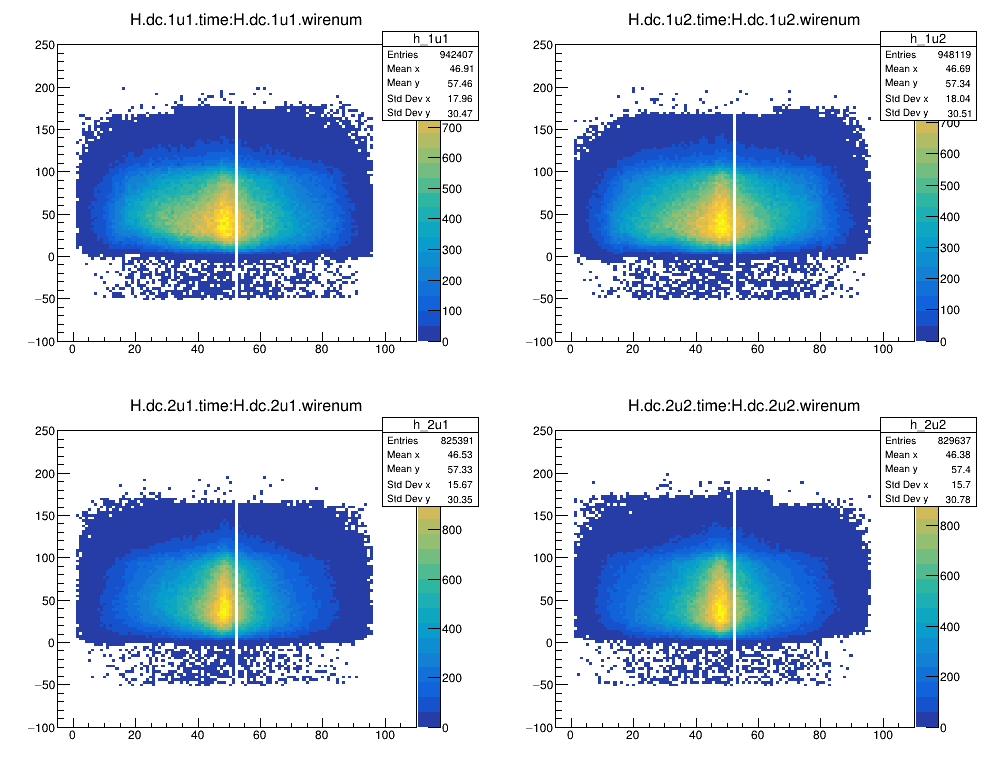 H.dc.1u1.time:H.dc.1u1.wirenum
h_1u1
Entries 942407
Mean x 46.91
Mean y 57.46
Std Dev x 17.96
Std Dev y 30.47
250
200
150
100
50
0
−50
−100
0 20 40 60 80 100
700
600
500
400
300
200
100
0
H.dc.1u2.time:H.dc.1u2.wirenum
h_1u2
Entries 948119
Mean x 46.69
Mean y 57.34
Std Dev x 18.04
Std Dev y 30.51
250
200
150
100
50
0
−50
−100
0 20 40 60 80 100
700
600
500
400
300
200
100
0
H.dc.2u1.time:H.dc.2u1.wirenum
h_2u1
Entries 825391
Mean x 46.53
Mean y 57.33
Std Dev x 15.67
Std Dev y 30.35
250
200
150
100
50
0
−50
−100
0 20 40 60 80 100
800
600
400
200
0
H.dc.2u2.time:H.dc.2u2.wirenum
h_2u2
Entries 829637
Mean x 46.38
Mean y 57.4
Std Dev x 15.7
Std Dev y 30.78
250
200
150
100
50
0
−50
−100
0 20 40 60 80 100
800
600
400
200
0